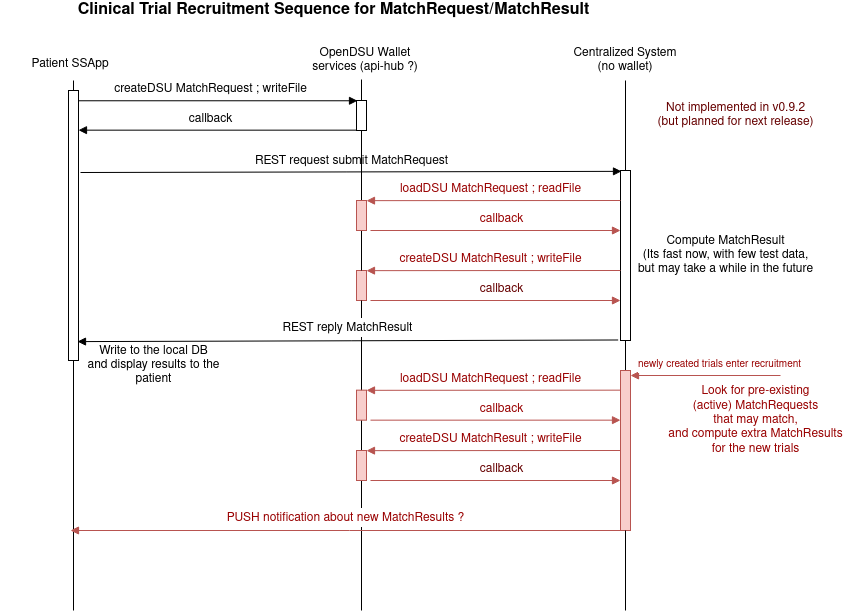 Clinical Trial Recruitment Sequence for MatchRequest/MatchResult
Patient SSApp
OpenDSU Wallet
services (api-hub ?)
Centralized System
(no wallet)
createDSU MatchRequest ; writeFile
Not implemented in v0.9.2
(but planned for next release)
callback
REST request submit MatchRequest
loadDSU MatchRequest ; readFile
callback
Compute MatchResult
(Its fast now, with few test data,
but may take a while in the future
createDSU MatchResult ; writeFile
callback
REST reply MatchResult
Write to the local DB
and display results to the
patient
newly created trials enter recruitment
loadDSU MatchRequest ; readFile
Look for pre-existing
(active) MatchRequests
that may match,
and compute extra MatchResults
for the new trials
callback
createDSU MatchResult ; writeFile
callback
PUSH notification about new MatchResults ?